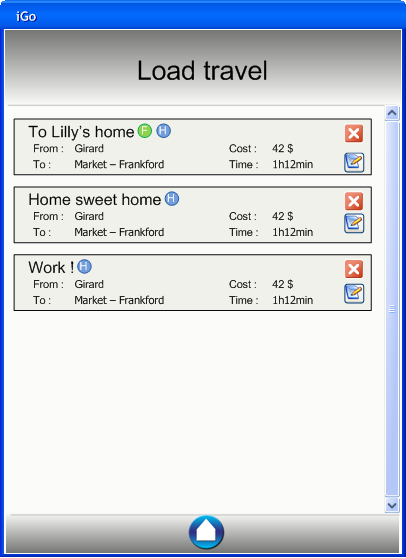 iGo
Load travel
To Lilly's home F H
From : Girard Cost : 42 $
To : Market – Frankford Time : 1h12min
Home sweet home H
From : Girard Cost : 42 $
To : Market – Frankford Time : 1h12min
Work ! H
From : Girard Cost : 42 $
To : Market – Frankford Time : 1h12min